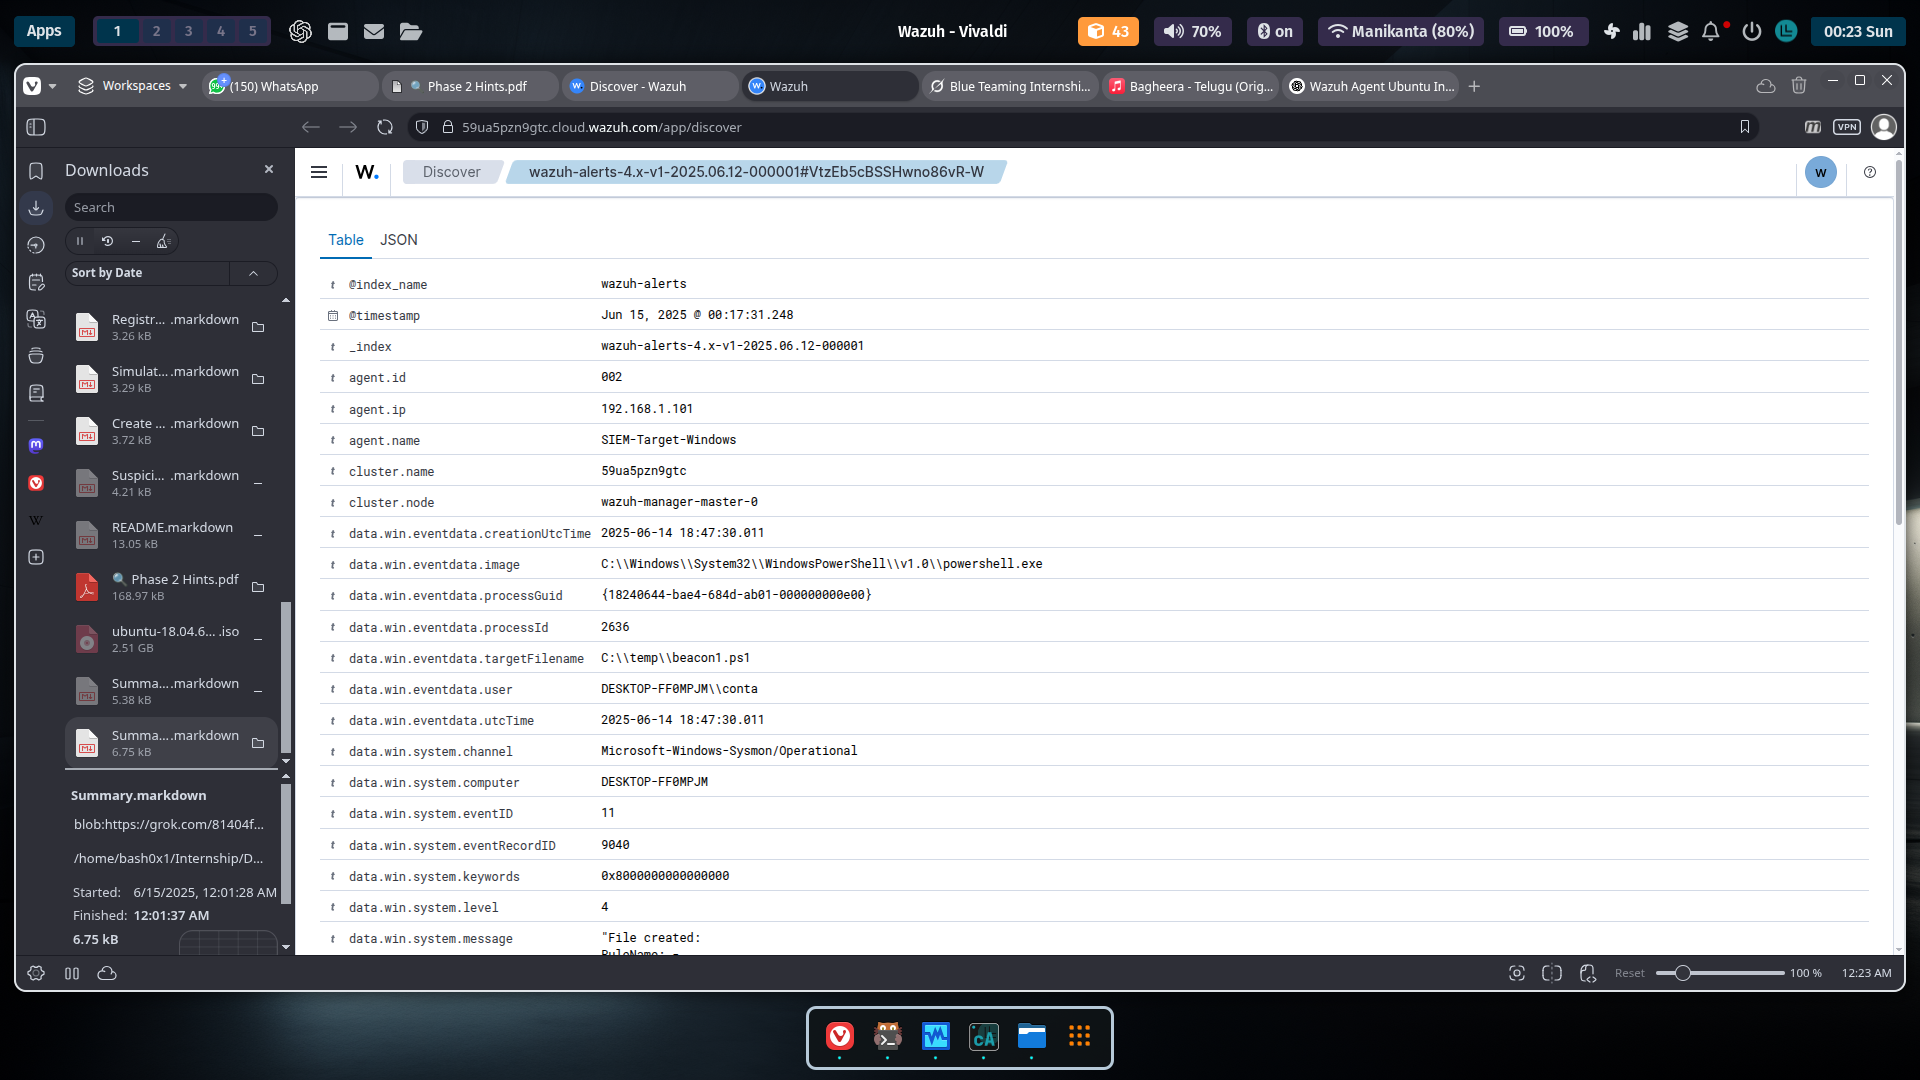 Apps
1 2 3 4 5
Wazuh - Vivaldi
43
70%
on
Manikanta (80%)
100%
00:23 Sun
Workspaces
(150) WhatsApp
🔍 Phase 2 Hints.pdf
Discover - Wazuh
Wazuh
Blue Teaming Internshi...
Bagheera - Telugu (Orig...
Wazuh Agent Ubuntu In...
59ua5pzn9gtc.cloud.wazuh.com/app/discover
VPN
Downloads
Search
Sort by Date
Registr... ...markdown
3.26 kB
Simulat... ...markdown
3.29 kB
Create ... ...markdown
3.72 kB
Suspici... ...markdown
4.21 kB
README.markdown
13.05 kB
🔍 Phase 2 Hints.pdf
168.97 kB
ubuntu-18.04.6... .iso
2.51 GB
Summa... ...markdown
5.38 kB
Summa... ...markdown
6.75 kB
Summary.markdown
blob:https://grok.com/81404f...
/home/bash0x1/Internship/D...
Started: 6/15/2025, 12:01:28 AM
Finished: 12:01:37 AM
6.75 kB
W.
Discover
wazuh-alerts-4.x-v1-2025.06.12-000001#VtzEb5cBSSHwno86vR-W
W
Table JSON
t @index_name wazuh-alerts
@timestamp Jun 15, 2025 @ 00:17:31.248
t _index wazuh-alerts-4.x-v1-2025.06.12-000001
t agent.id 002
t agent.ip 192.168.1.101
t agent.name SIEM-Target-Windows
t cluster.name 59ua5pzn9gtc
t cluster.node wazuh-manager-master-0
t data.win.eventdata.creationUtcTime 2025-06-14 18:47:30.011
t data.win.eventdata.image C:\\Windows\\System32\\WindowsPowerShell\\v1.0\\powershell.exe
t data.win.eventdata.processGuid {18240644-bae4-684d-ab01-000000000e00}
t data.win.eventdata.processId 2636
t data.win.eventdata.targetFilename C:\\temp\\beacon1.ps1
t data.win.eventdata.user DESKTOP-FF0MPJM\\conta
t data.win.eventdata.utcTime 2025-06-14 18:47:30.011
t data.win.system.channel Microsoft-Windows-Sysmon/Operational
t data.win.system.computer DESKTOP-FF0MPJM
t data.win.system.eventID 11
t data.win.system.eventRecordID 9040
t data.win.system.keywords 0x8000000000000000
t data.win.system.level 4
t data.win.system.message "File created:
RuleName: -
Reset
100 %
12:23 AM